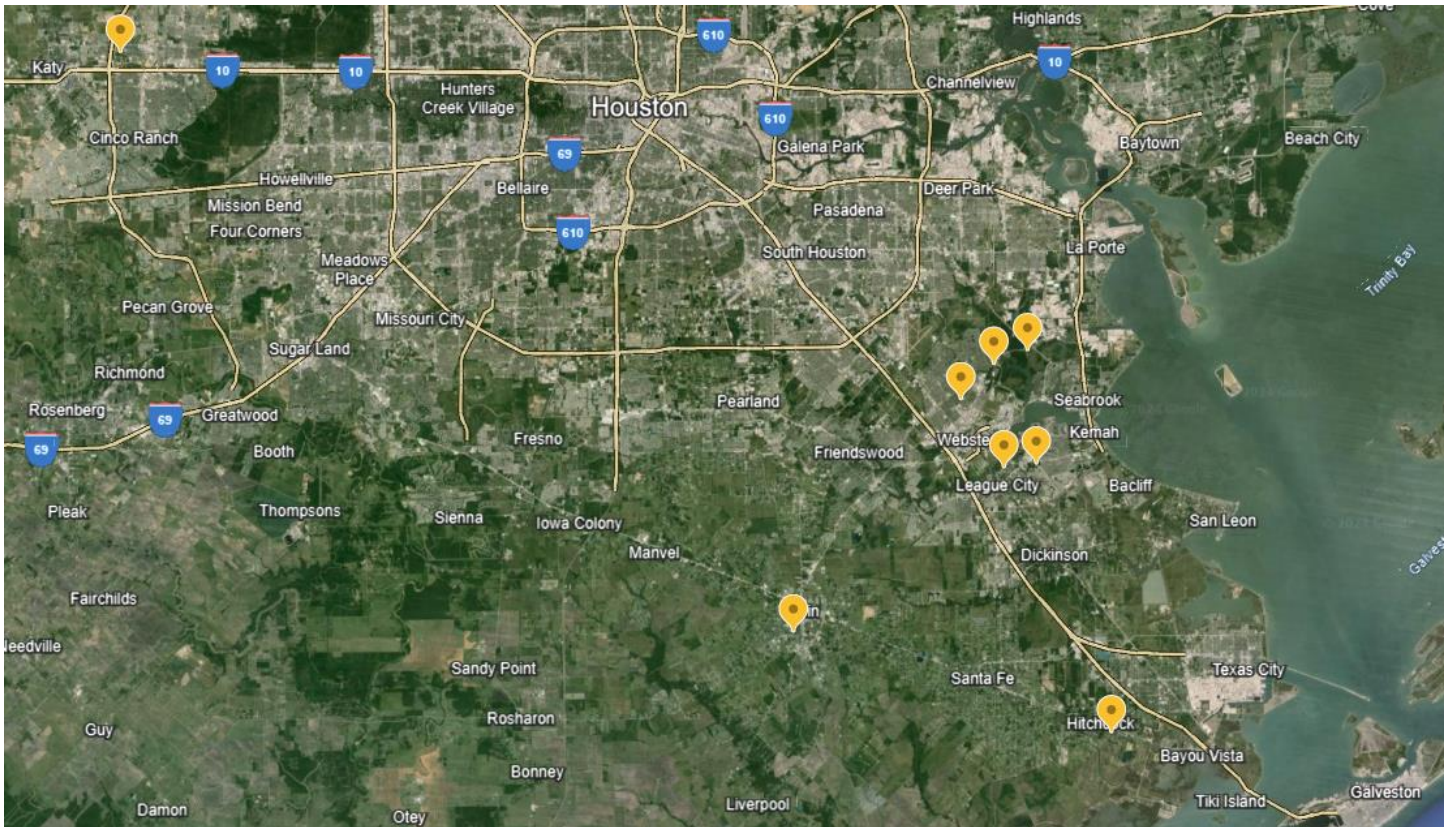 Highlands
Cove
610
10
10
10
Katy
Channelview
Hunters
Creek Village
Houston
610
Cinco Ranch
69
Galena Park
Baytown
Beach City
Howellville
Bellaire
Deer Park
Mission Bend
Pasadena
Four Corners
610
La Porte
South Houston
Meadows
Place
Trinity Bay
Pecan Grove
Missouri City
Sugar Land
Richmond
Rosenberg
Greatwood
69
69
Pearland
Seabrook
Booth
Fresno
Friendswood
Webste
Kemah
League City
Bacliff
Pleak
Thompsons
Sienna
Iowa Colony
San Leon
Manvel
Dickinson
Galvest
Fairchilds
in
Needville
Sandy Point
Santa Fe
Texas City
Rosharon
Guy
Hitchcock
Bayou Vista
Bonney
Damon
Otey
Liverpool
Tiki Island
Galveston